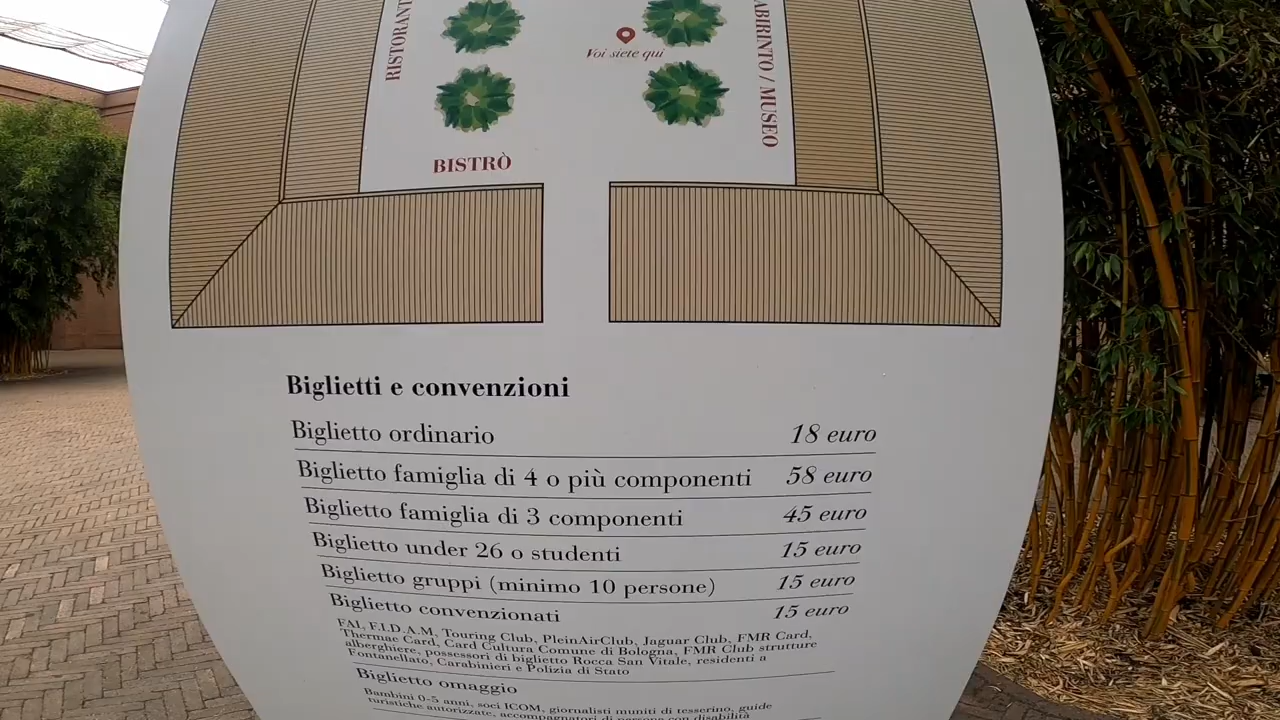 RISTORANT
Voi siete qui
ABIRINTO / MUSEO
BISTRÒ
Biglietti e convenzioni
Biglietto ordinario 18 euro
Biglietto famiglia di 4 o più componenti 58 euro
Biglietto famiglia di 3 componenti 45 euro
Biglietto under 26 o studenti 15 euro
Biglietto gruppi (minimo 10 persone) 15 euro
Biglietto convenzionati 15 euro
FAI, F.I.D.A.M, Touring Club, PleinAirClub, Jaguar Club, FMR Card,
Thermae Card, Card Cultura Comune di Bologna, FMR Club strutture
alberghiere, possessori di biglietto Rocca San Vitale, residenti a
Fontanellato, Carabinieri e Polizia di Stato
Biglietto omaggio
Bambini 0-5 anni, soci ICOM, giornalisti muniti di tesserino, guide
turistiche autorizzate, accompagnatori di persona con disabilità